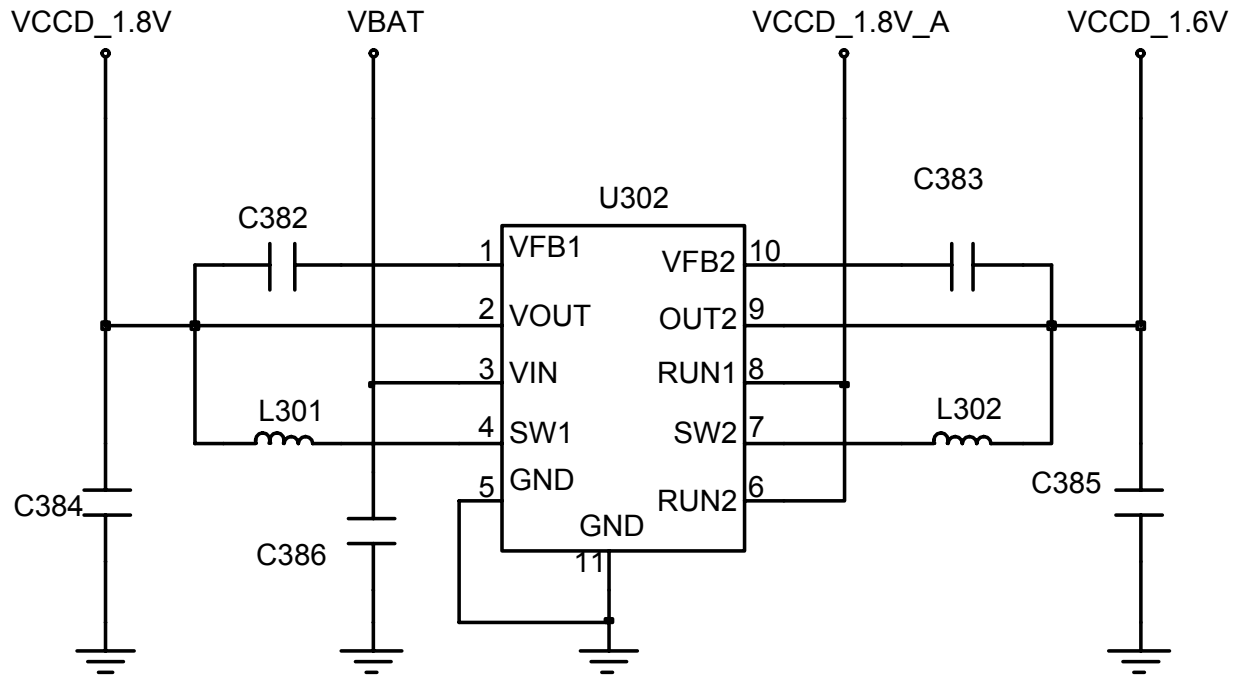 VCCD_1.8V
VBAT
VCCD_1.8V_A
VCCD_1.6V
C383
U302
C382
1 VFB1
VFB2 10
2 VOUT
OUT2 9
3 VIN
RUN1 8
L301
L302
4 SW1
SW2 7
5 GND
RUN2 6
C384
C385
GND
11
C386